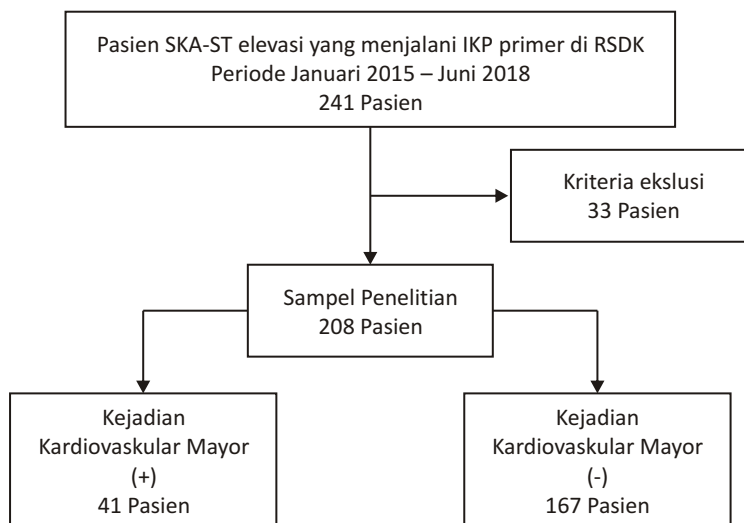 Pasien SKA-ST elevasi yang menjalani IKP primer di RSDK
Periode Januari 2015 – Juni 2018
241 Pasien
Kriteria ekslusi
33 Pasien
Sampel Penelitian
208 Pasien
Kejadian
Kardiovaskular Mayor
(+)
41 Pasien
Kejadian
Kardiovaskular Mayor
(-)
167 Pasien